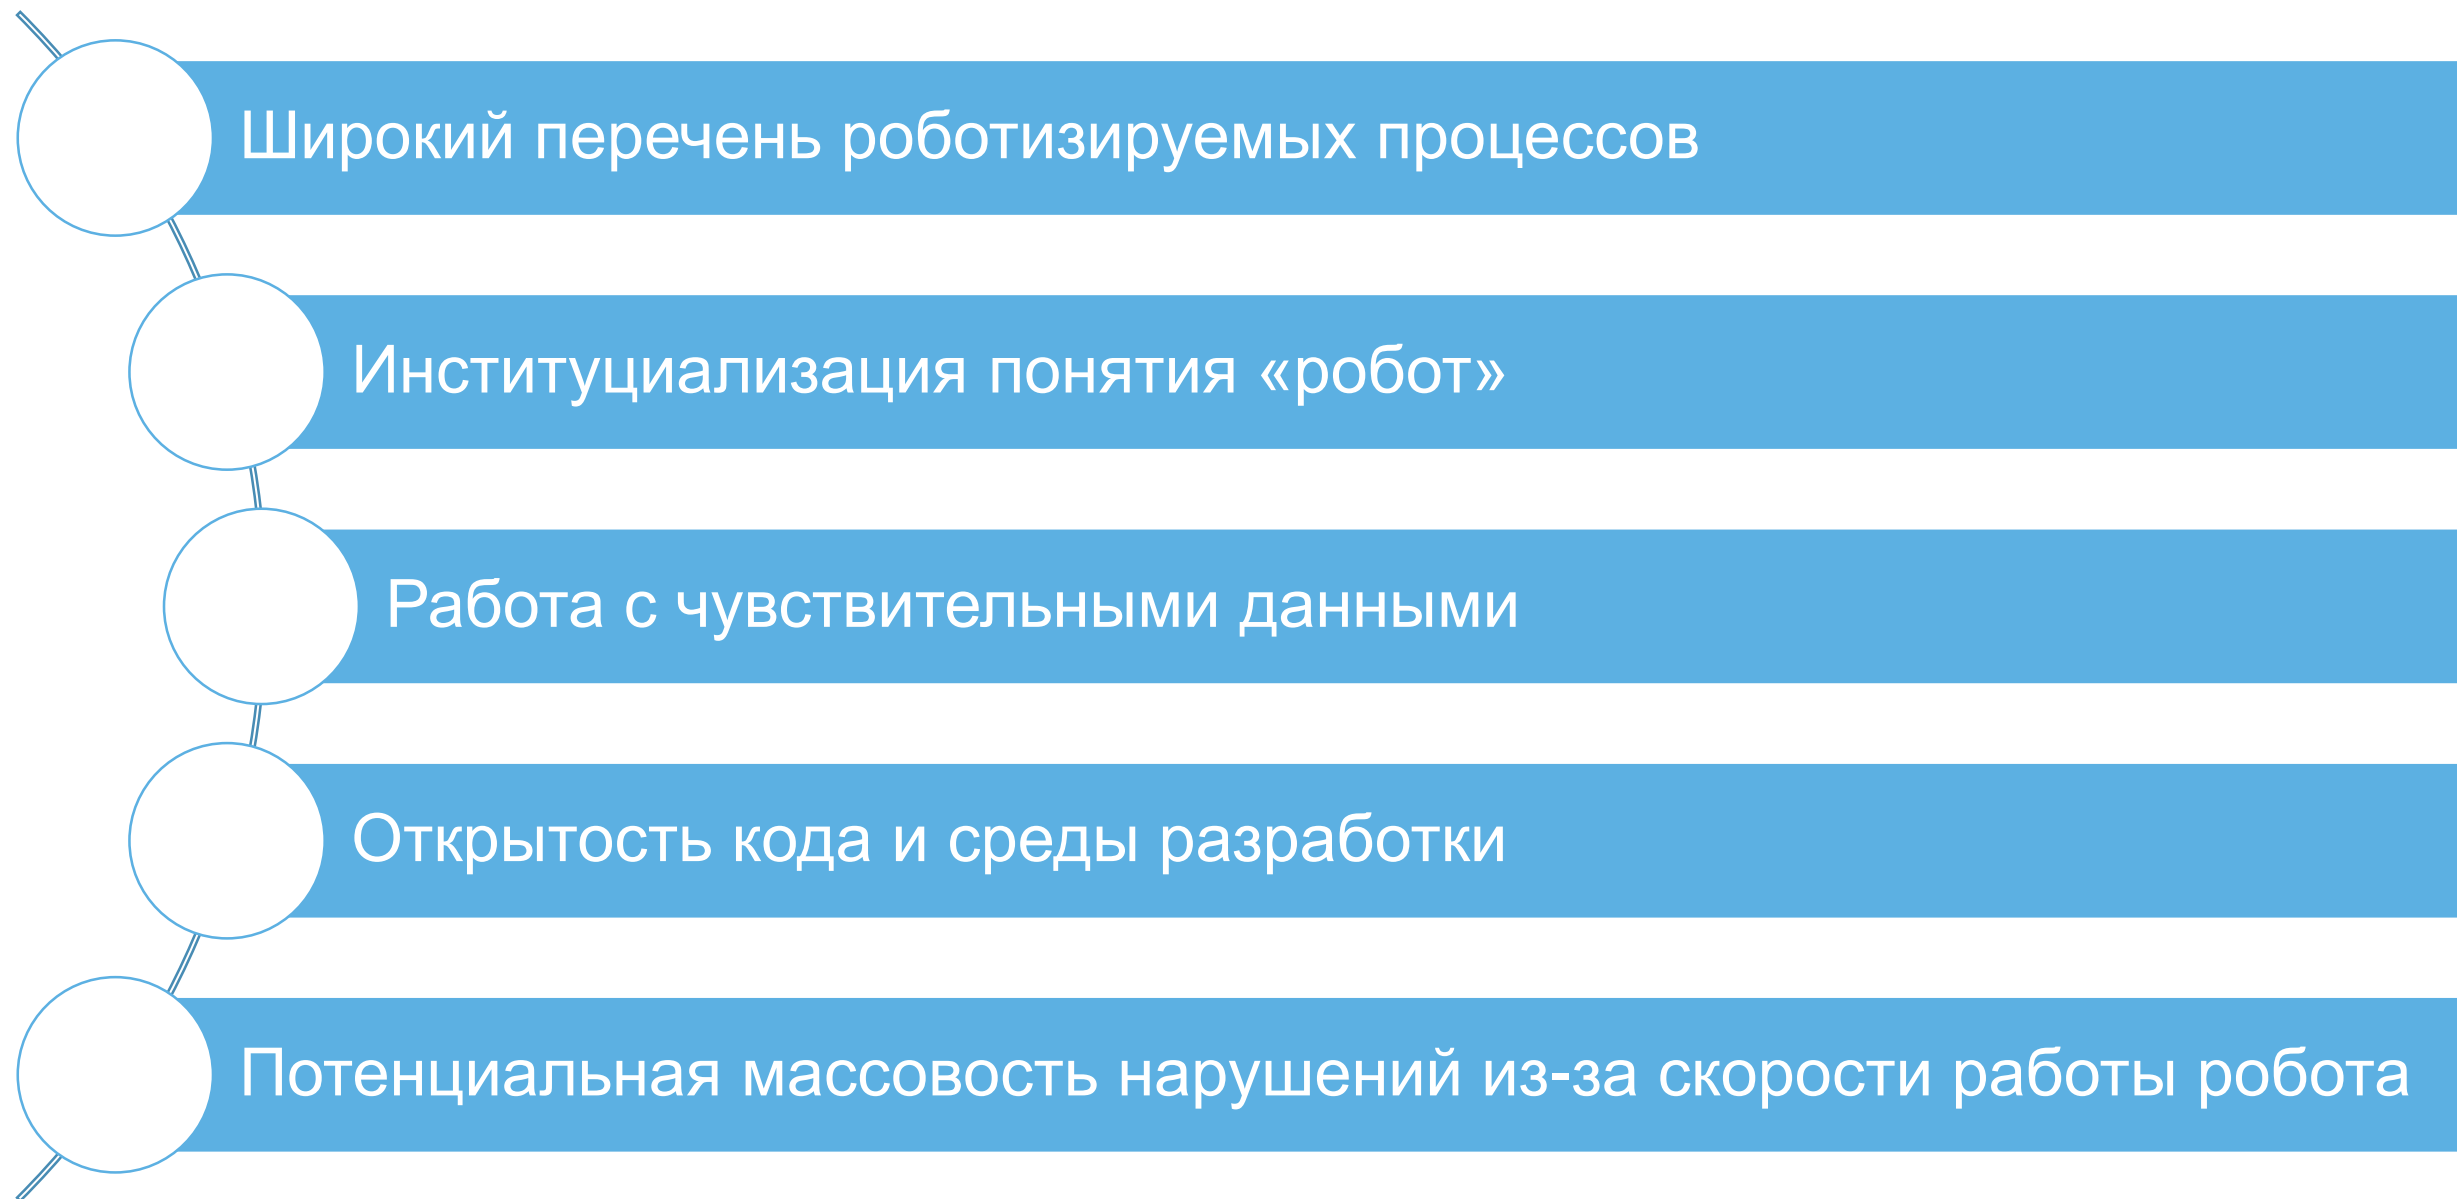 Широкий перечень роботизируемых процессов
Институциализация понятия «робот»
Работа с чувствительными данными
Открытость кода и среды разработки
Потенциальная массовость нарушений из-за скорости работы робота